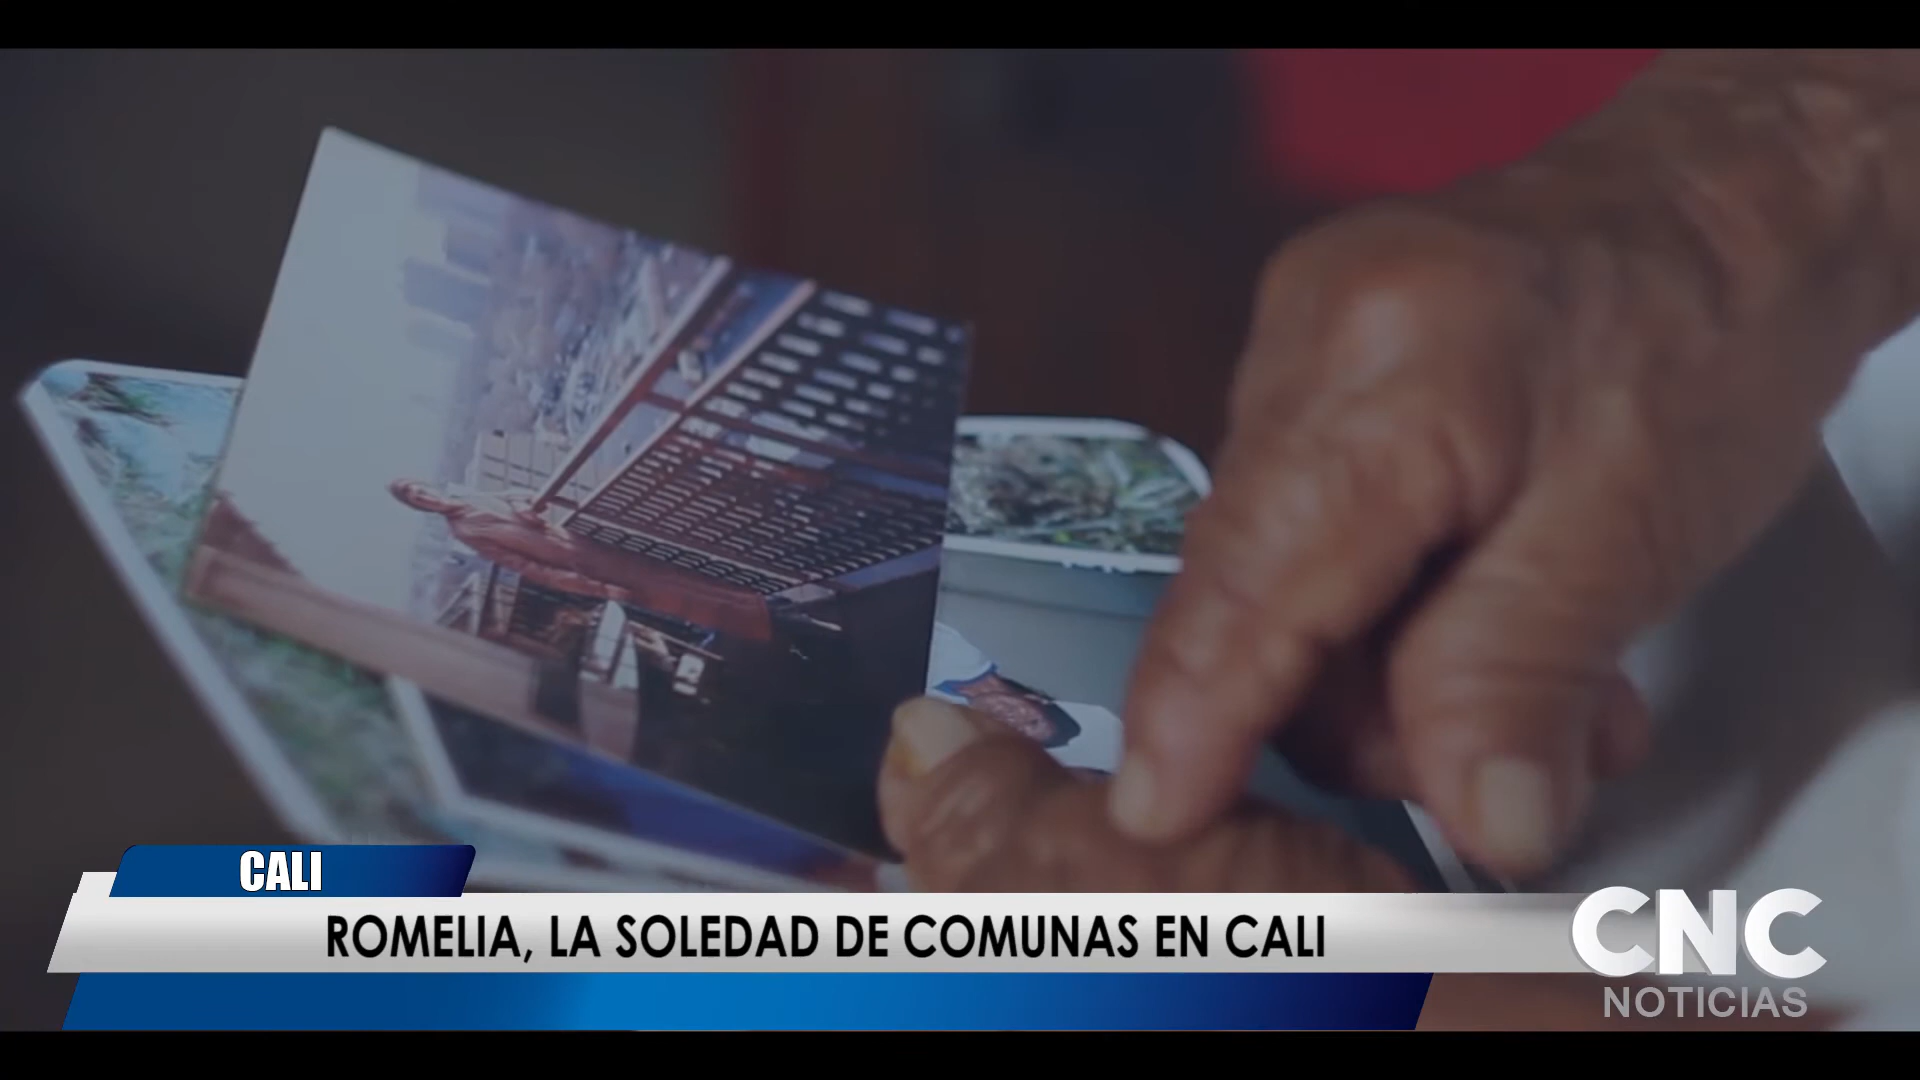 CALI
ROMELIA, LA SOLEDAD DE COMUNAS EN CALI
CNC
NOTICIAS